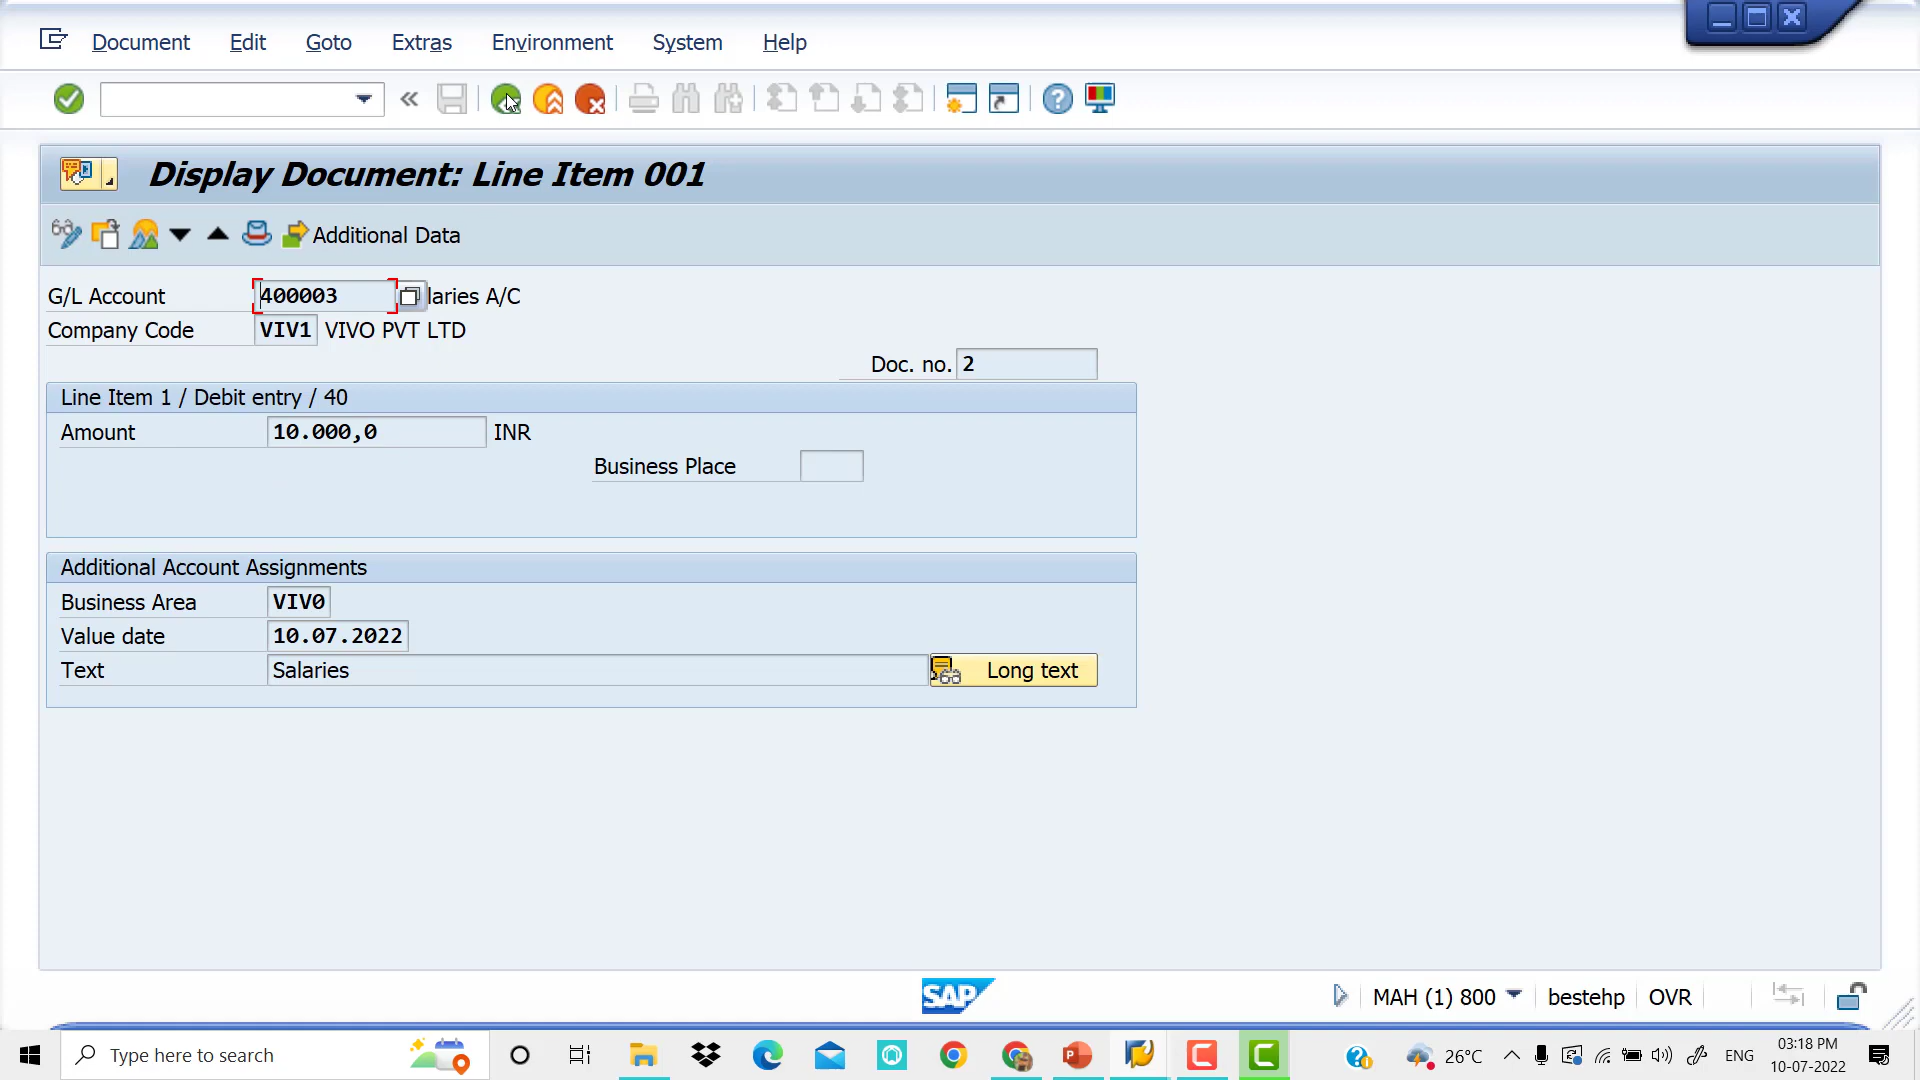 Document Edit Goto Extras Environment System Help
Display Document: Line Item 001
Additional Data
G/L Account 400003 laries A/C
Company Code VIV1 VIVO PVT LTD
Doc. no. 2
Line Item 1 / Debit entry / 40
Amount 10.000,0 INR
Business Place
Additional Account Assignments
Business Area VIV0
Value date 10.07.2022
Text Salaries Long text
SAP MAH (1) 800 bestehp OVR
Type here to search 26°C ENG 03:18 PM
10-07-2022